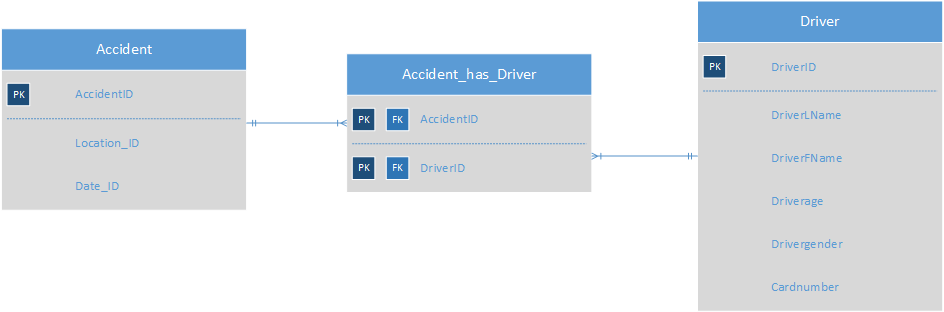 Accident
PK AccidentID
Location_ID
Date_ID
Accident_has_Driver
PK FK AccidentID
PK FK DriverID
Driver
PK DriverID
DriverLName
DriverFName
Driverage
Drivergender
Cardnumber